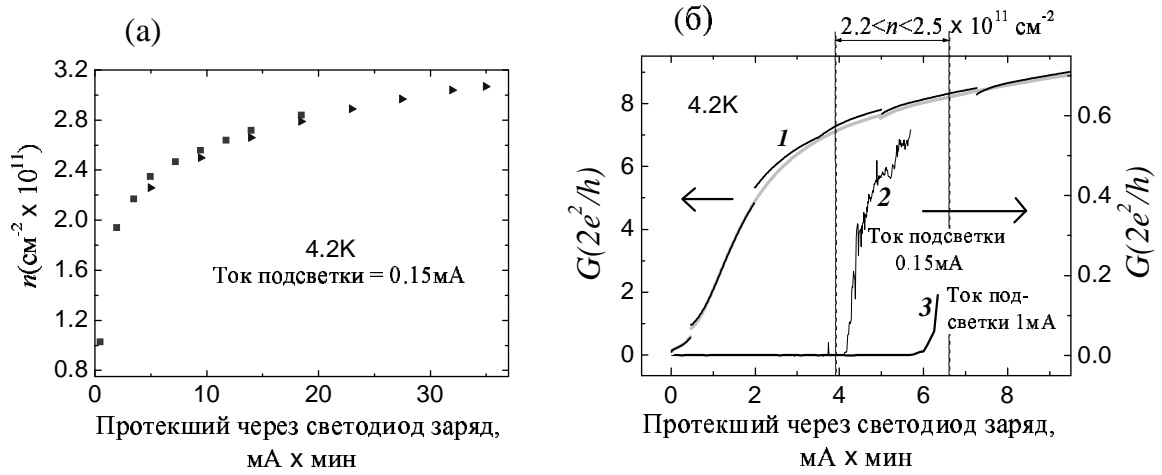 (а)
3.2
2.8
2.4
2.0
1.6
1.2
0.8
n(см⁻² x 10¹¹)
4.2K
Ток подсветки = 0.15мА
0
10
20
30
Протекший через светодиод заряд,
мА x мин
(б)
2.2<n<2.5 x 10¹¹ см⁻²
8
6
4
2
0
G(2e²/h)
4.2K
1
2
Ток подсветки
0.15мА
3
Ток под-
светки 1мА
0.6
0.4
0.2
0.0
G(2e²/h)
0
2
4
6
8
Протекший через светодиод заряд,
мА x мин